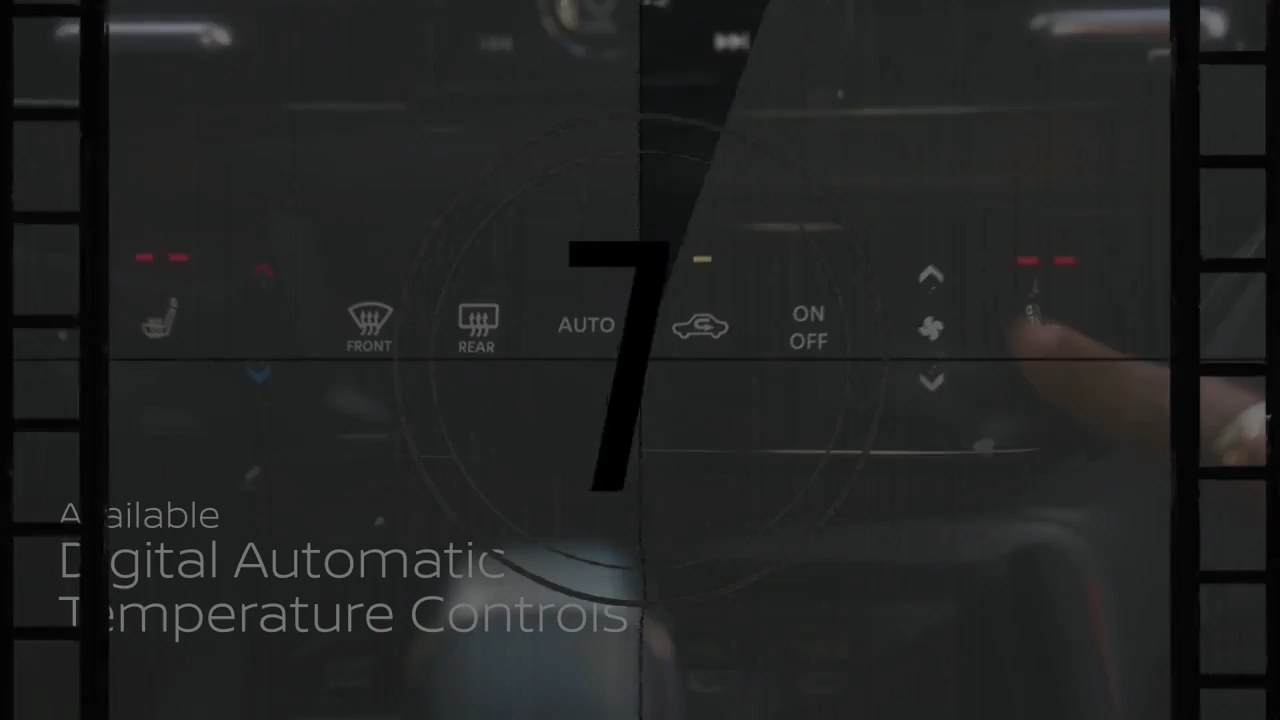 7
FRONT
REAR
AUTO
ON
OFF
Available
Digital Automatic
Temperature Controls